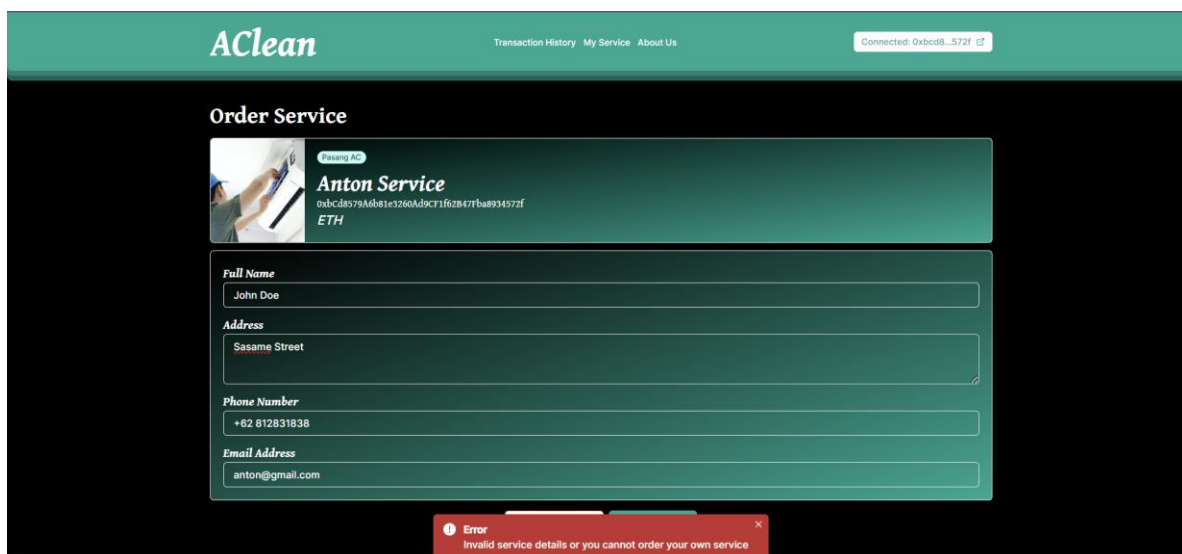 AClean
Transaction History My Service About Us
Connected: 0xbcd8...572f
Order Service
Pasang AC
Anton Service
0xbCd8579A6b81e3260Ad9CF1f62B47Fba8934572f
ETH
Full Name
John Doe
Address
Sasame Street
Phone Number
+62 812831838
Email Address
anton@gmail.com
Error
Invalid service details or you cannot order your own service